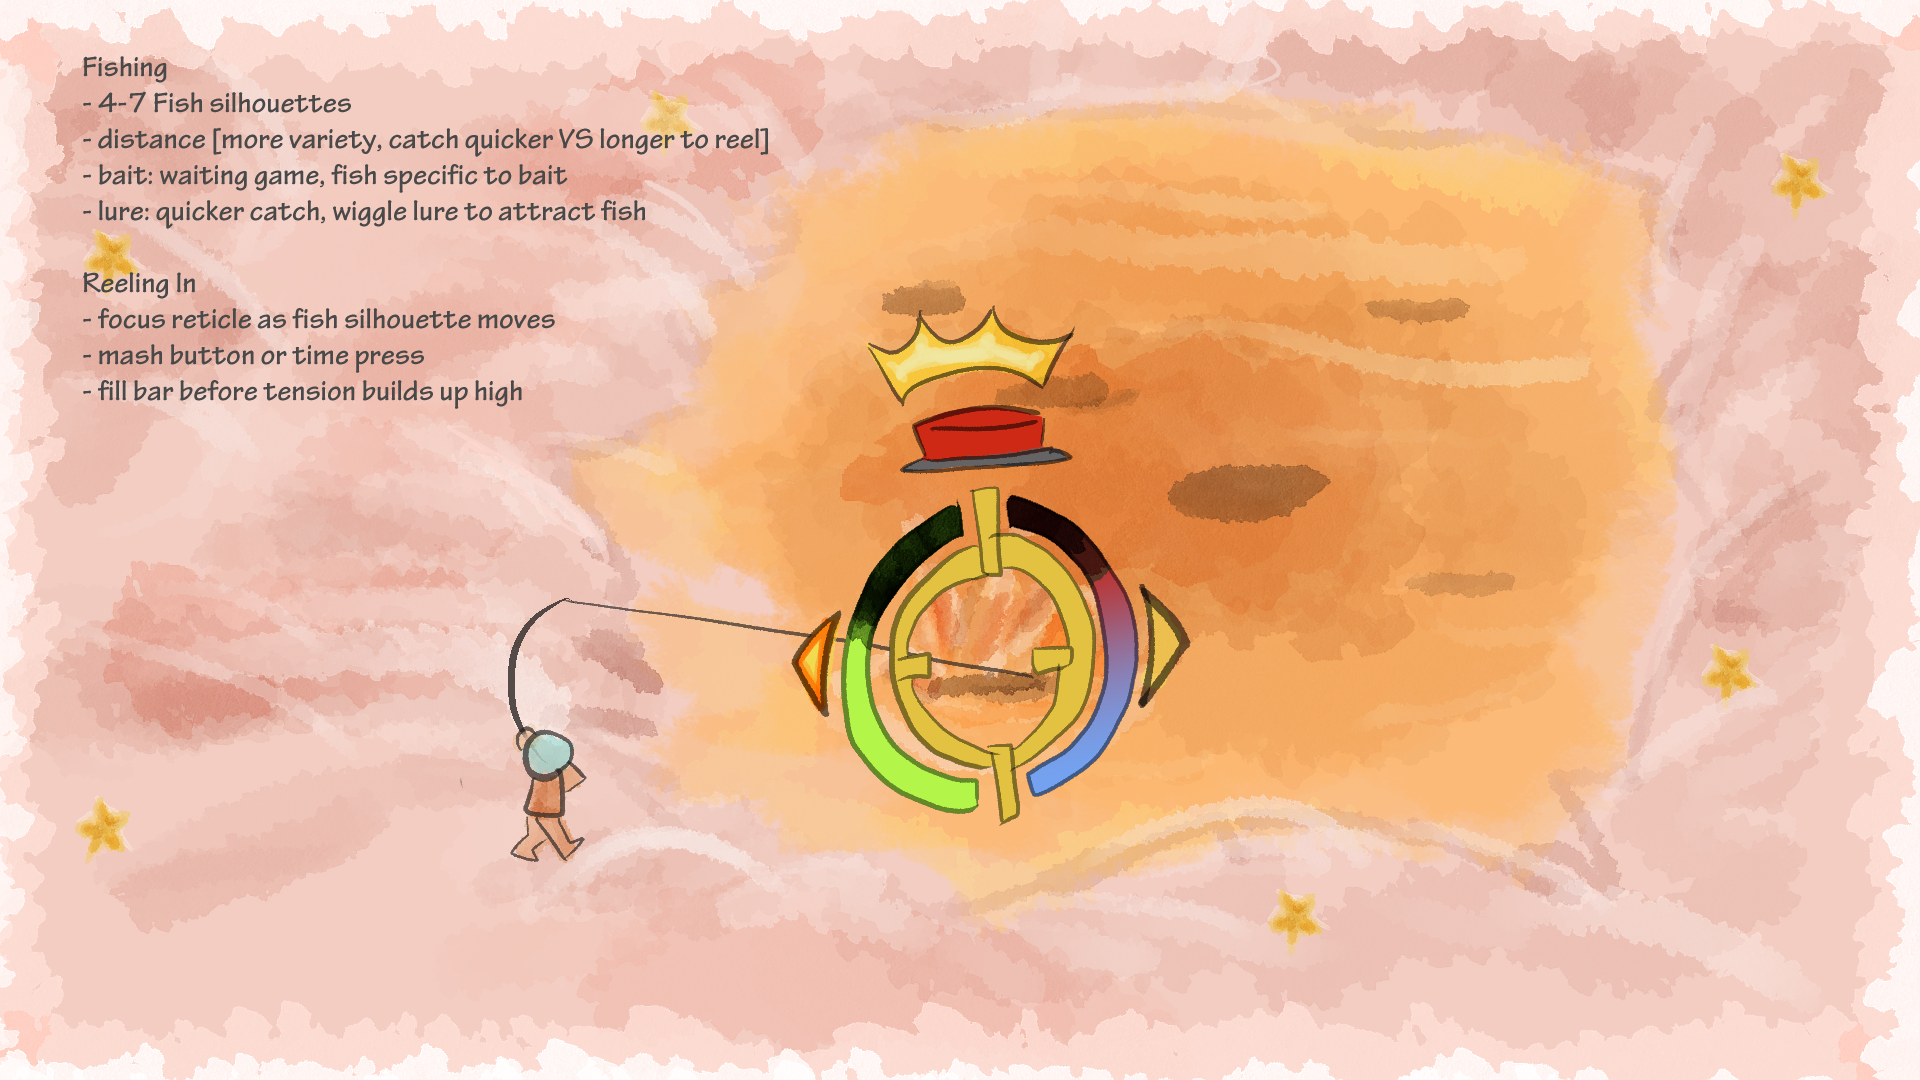 Fishing
- 4-7 Fish silhouettes
- distance [more variety, catch quicker VS longer to reel]
- bait: waiting game, fish specific to bait
- lure: quicker catch, wiggle lure to attract fish
Reeling In
- focus reticle as fish silhouette moves
- mash button or time press
- fill bar before tension builds up high